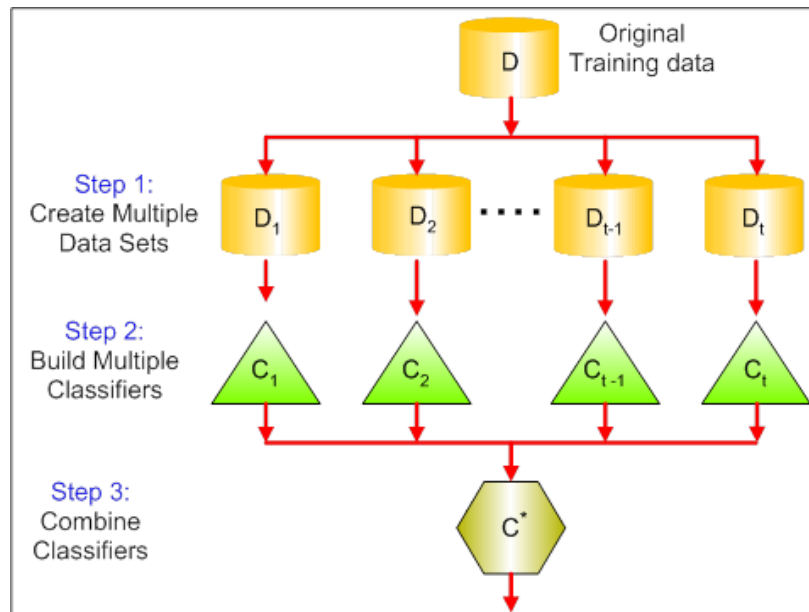 D
Original
Training data
Step 1:
Create Multiple
Data Sets
D₁
D₂
....
Dₜ₋₁
Dₜ
Step 2:
Build Multiple
Classifiers
C₁
C₂
Cₜ₋₁
Cₜ
Step 3:
Combine
Classifiers
C*